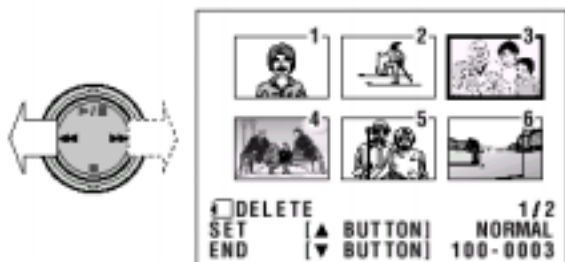 1 2 3
4 5 6
DELETE 1/2
SET [▲ BUTTON] NORMAL
END [▼ BUTTON] 100-0003